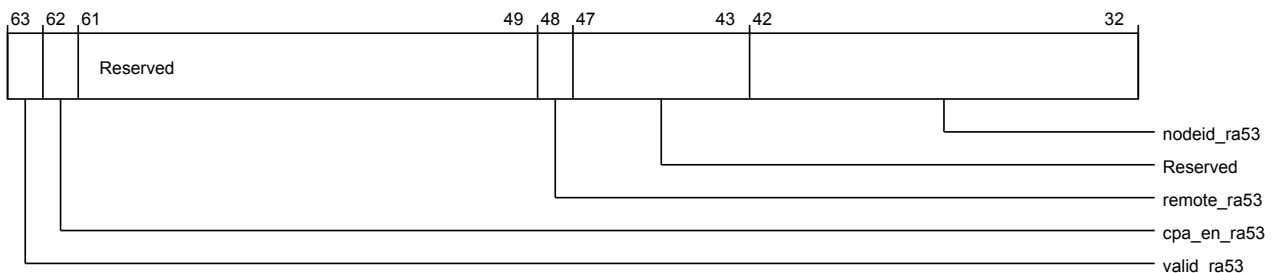 63 62 61 49 48 47 43 42 32
Reserved
nodeid_ra53
Reserved
remote_ra53
cpa_en_ra53
valid_ra53